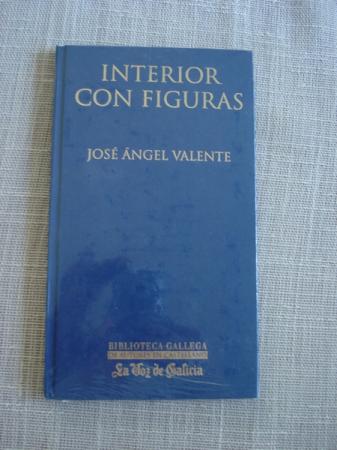 INTERIOR
CON FIGURAS
JOSÉ ÁNGEL VALENTE
BIBLIOTECA GALLEGA
DE AUTORES EN CASTELLANO
La Voz de Galicia